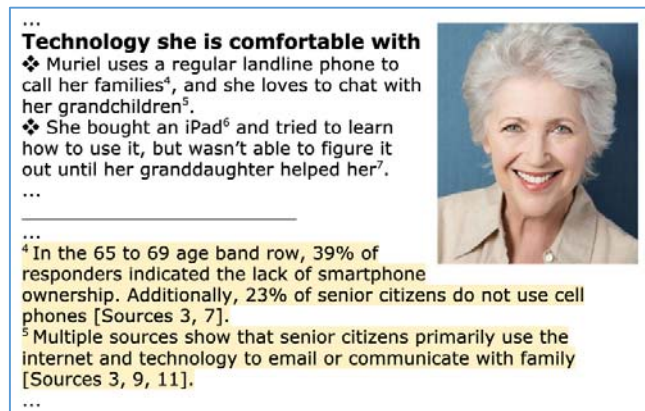 ...
Technology she is comfortable with
❖ Muriel uses a regular landline phone to
call her families⁴, and she loves to chat with
her grandchildren⁵.
❖ She bought an iPad⁶ and tried to learn
how to use it, but wasn't able to figure it
out until her granddaughter helped her⁷.
...
...
⁴ In the 65 to 69 age band row, 39% of
responders indicated the lack of smartphone
ownership. Additionally, 23% of senior citizens do not use cell
phones [Sources 3, 7].
⁵ Multiple sources show that senior citizens primarily use the
internet and technology to email or communicate with family
[Sources 3, 9, 11].
...